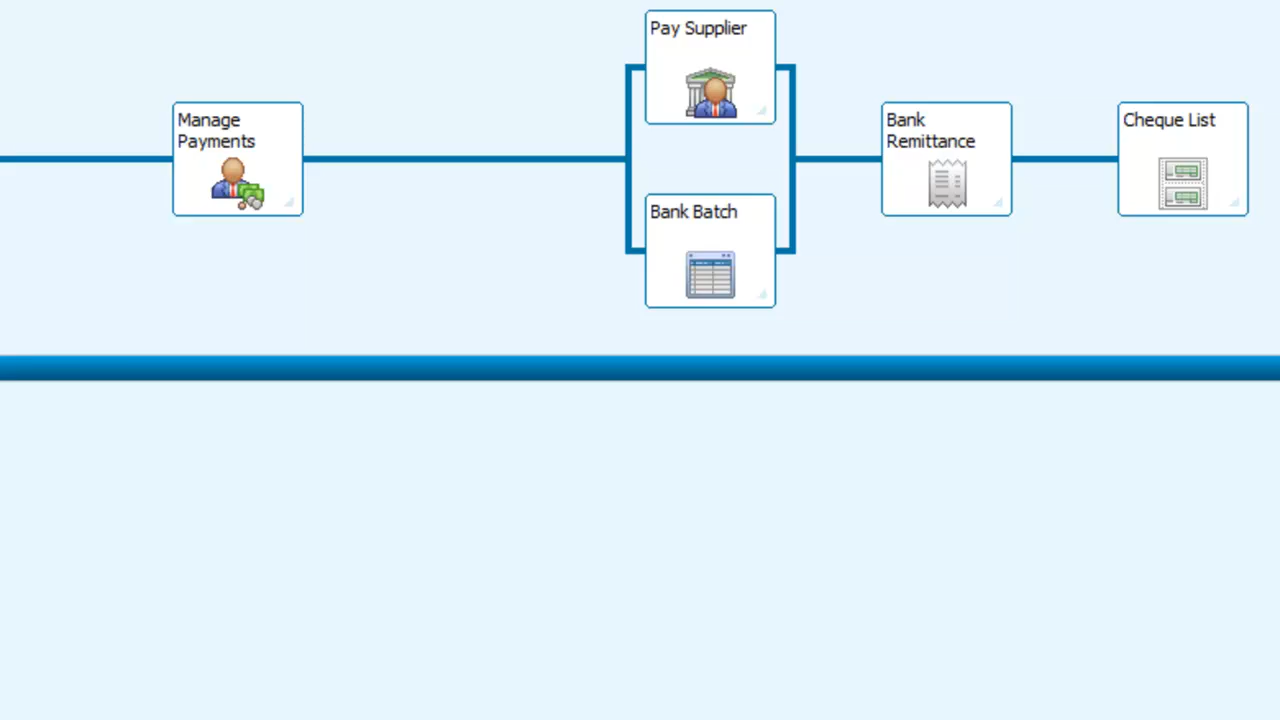 Pay Supplier
Manage
Payments
Bank
Remittance
Cheque List
Bank Batch